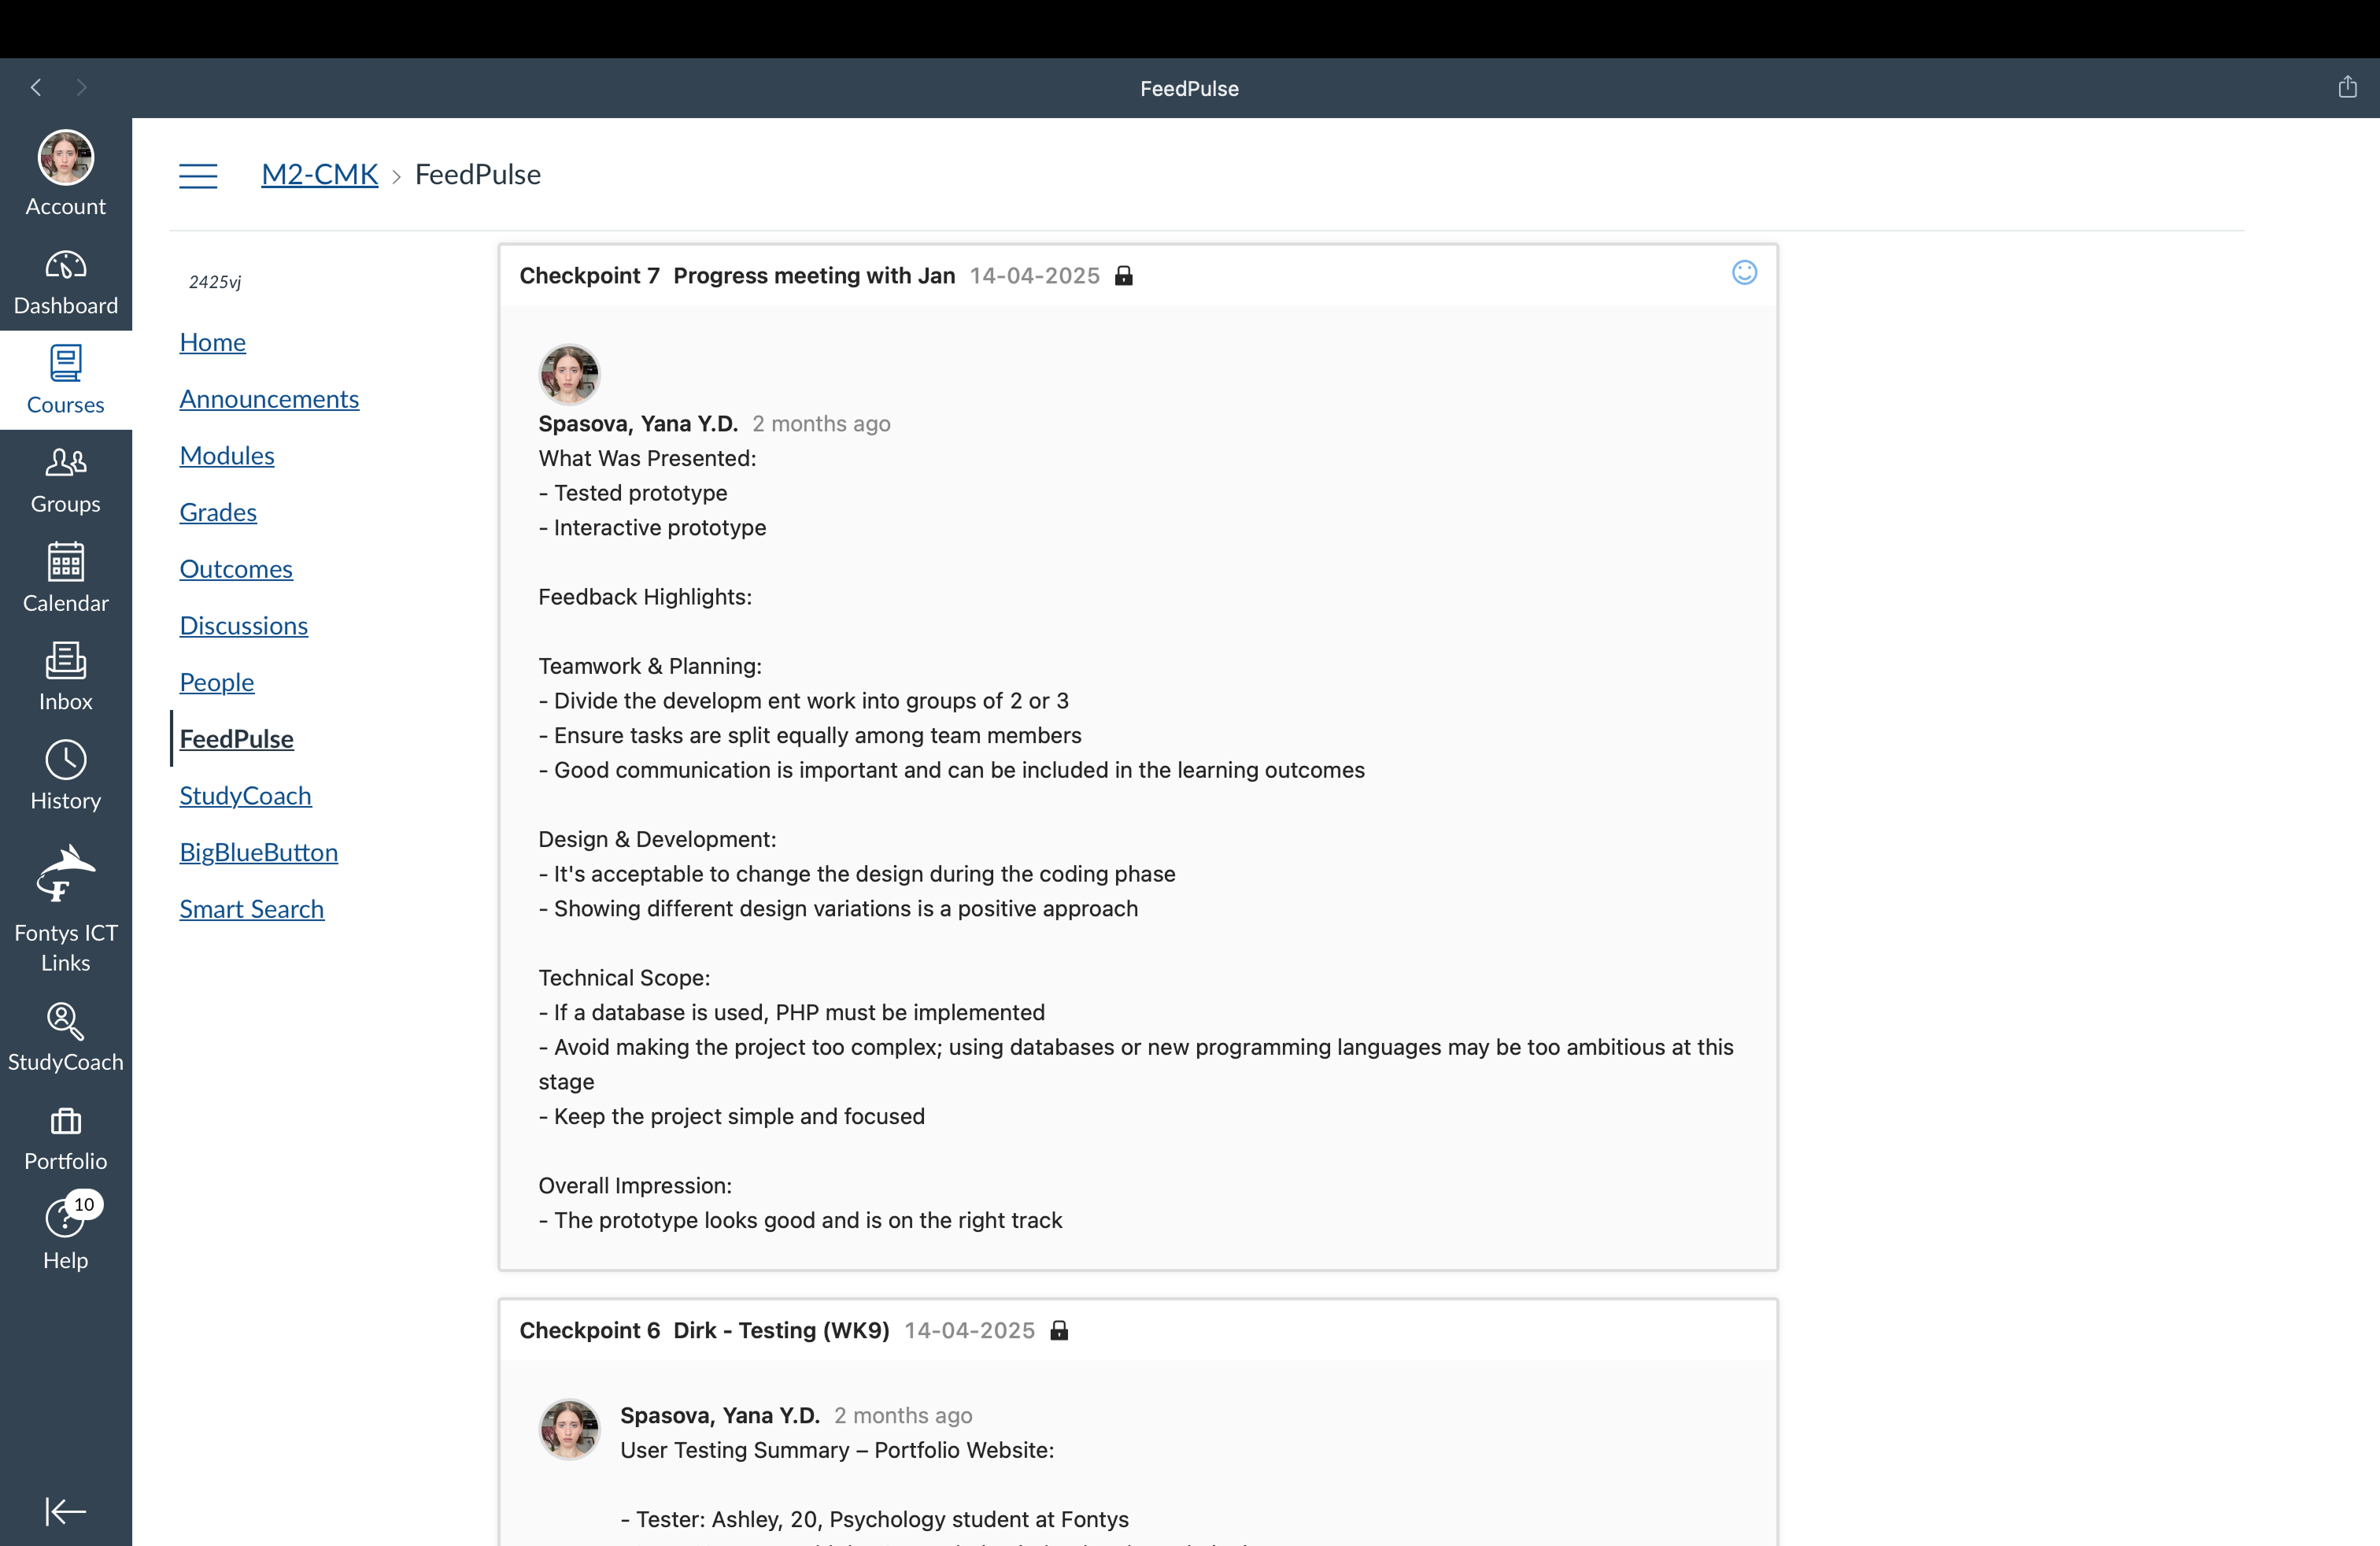 FeedPulse
Account
Dashboard
Courses
Groups
Calendar
Inbox
History
Fontys ICT
Links
StudyCoach
Portfolio
10
Help
M2-CMK > FeedPulse
2425vj
Home
Announcements
Modules
Grades
Outcomes
Discussions
People
FeedPulse
StudyCoach
BigBlueButton
Smart Search
Checkpoint 7 Progress meeting with Jan 14-04-2025
Spasova, Yana Y.D. 2 months ago
What Was Presented:
- Tested prototype
- Interactive prototype
Feedback Highlights:
Teamwork & Planning:
- Divide the developm ent work into groups of 2 or 3
- Ensure tasks are split equally among team members
- Good communication is important and can be included in the learning outcomes
Design & Development:
- It's acceptable to change the design during the coding phase
- Showing different design variations is a positive approach
Technical Scope:
- If a database is used, PHP must be implemented
- Avoid making the project too complex; using databases or new programming languages may be too ambitious at this
stage
- Keep the project simple and focused
Overall Impression:
- The prototype looks good and is on the right track
Checkpoint 6 Dirk - Testing (WK9) 14-04-2025
Spasova, Yana Y.D. 2 months ago
User Testing Summary – Portfolio Website:
- Tester: Ashley, 20, Psychology student at Fontys